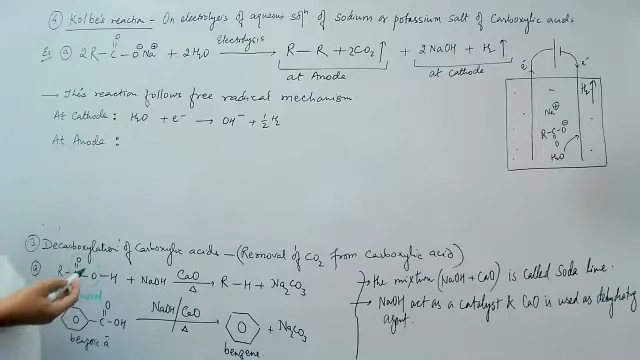 ④ Kolbe's reaction - On electrolysis of aqueous solⁿ of sodium or potassium salt of Carboxylic acids
Ex: ⓐ 2R-C(=O)-O⊖Na⊕ + 2H₂O —Electrolysis→ R - R + 2CO₂↑ + 2NaOH + H₂↑
at Anode
at Cathode
→ This reaction follows free radical mechanism.
At Cathode : H₂O + e⁻ → OH⁻ + ½H₂
At Anode :
e⁻ e⁻
H₂↑
-
Na⊕
R-C-O⊖
O
H₂O
③ Decarboxylation of Carboxylic acids - (Removal of CO₂ from Carboxylic acid)
ⓐ R O-H + NaOH —CaO/Δ→ R-H + Na₂CO₃
C(=O)-OH —NaOH/CaO/Δ→ + Na₂CO₃
benzoic ā
benzene
→ the mixture (NaOH + CaO) is called Soda lime.
→ NaOH act as a catalyst & CaO is used as dehydrating agent.